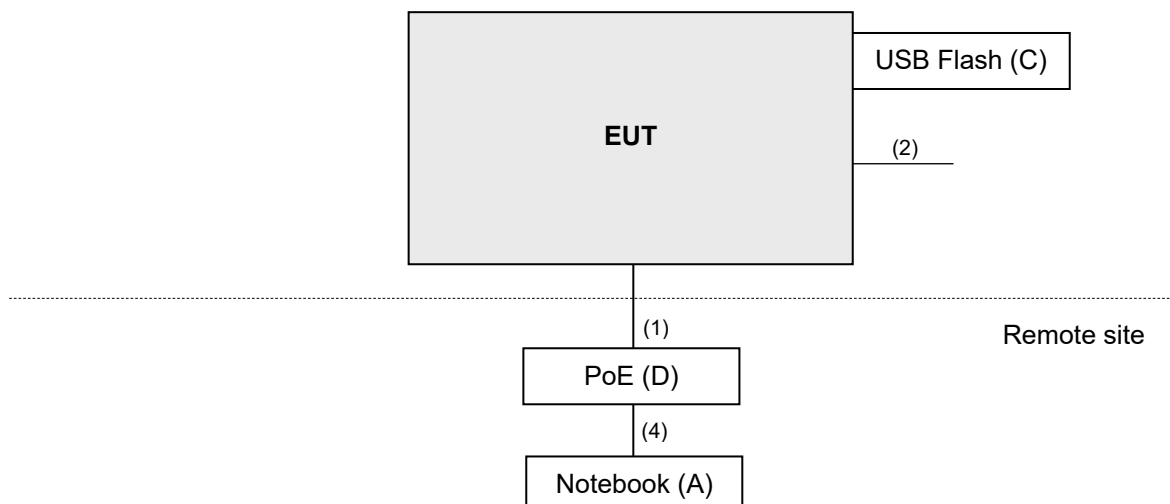 USB Flash (C)
EUT
(2)
Remote site
(1)
PoE (D)
(4)
Notebook (A)